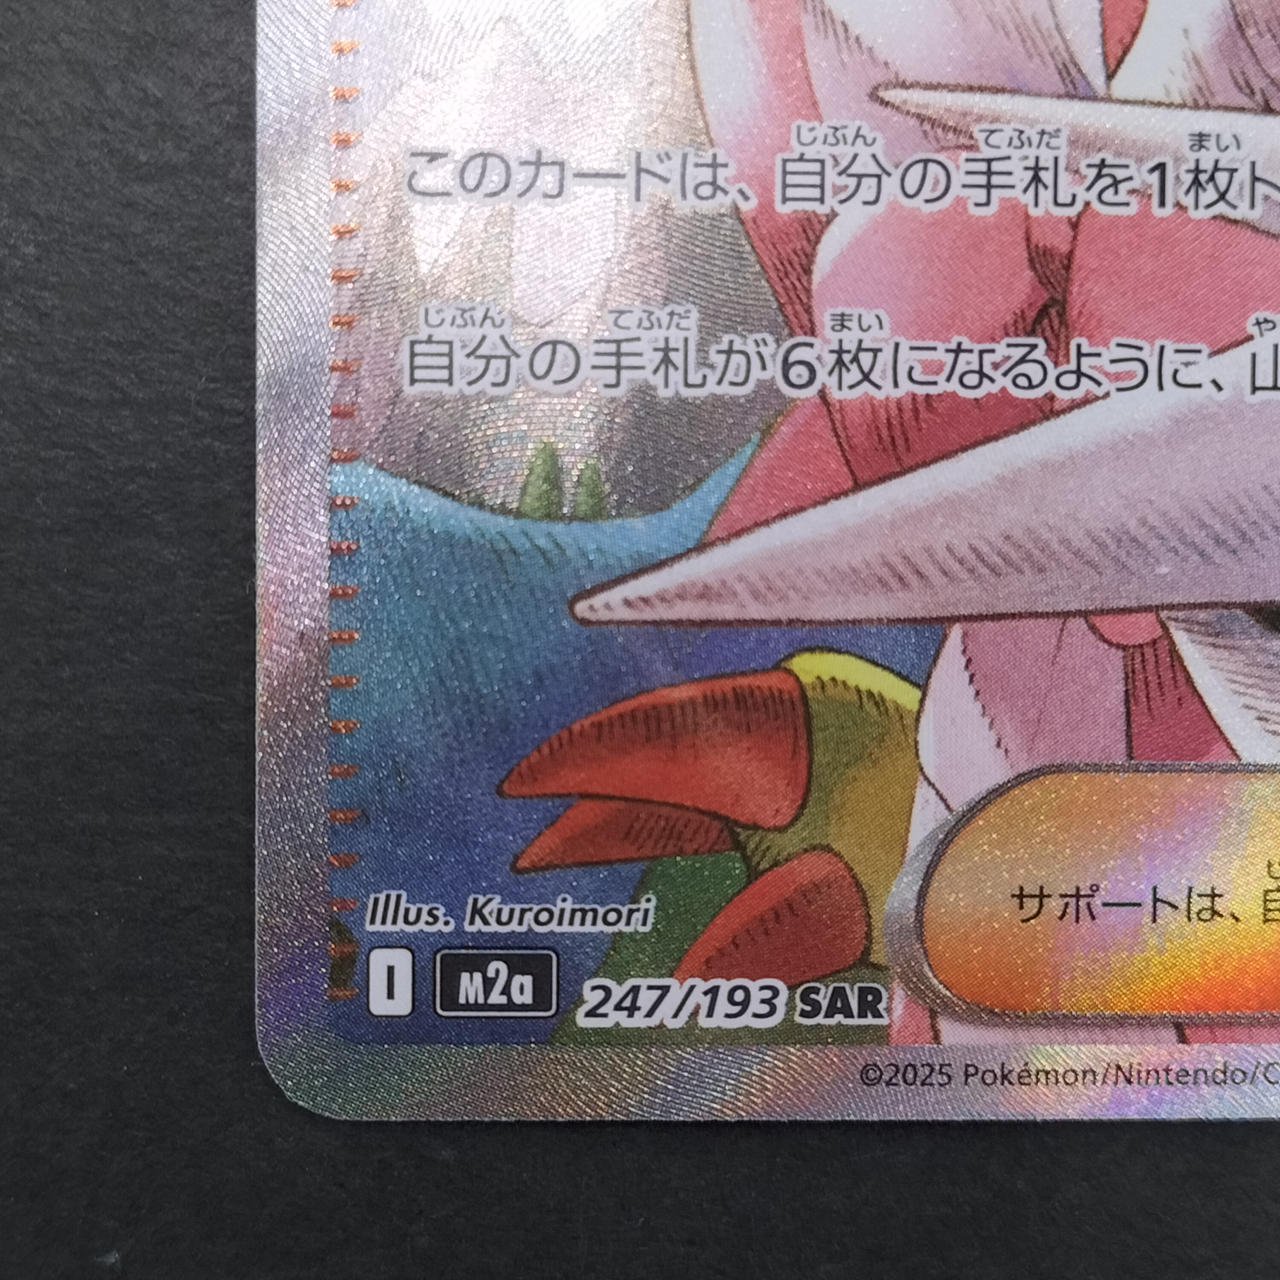 このカードは、自分の手札を1枚ト
自分の手札が6枚になるように、山
サポートは、自
Illus. Kuroimori
I m2a 247/193 SAR
©2025 Pokémon/Nintendo/C